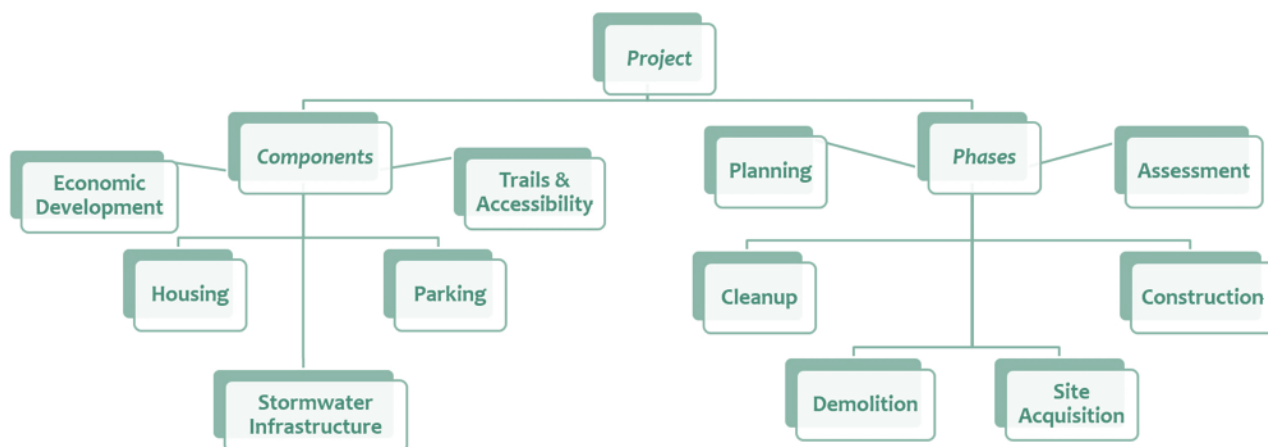 Project
Components
Phases
Economic
Development
Trails &
Accessibility
Planning
Assessment
Housing
Parking
Cleanup
Construction
Stormwater
Infrastructure
Demolition
Site
Acquisition